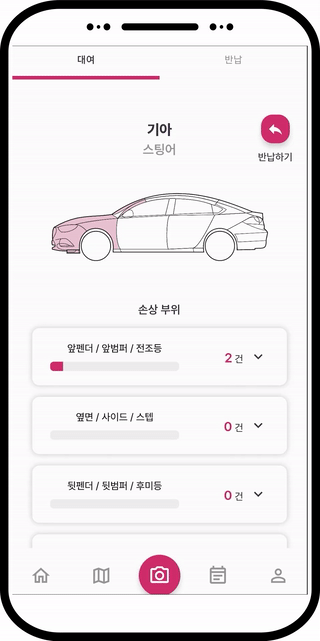 대여
반납
기아
스팅어
반납하기
손상 부위
앞펜더 / 앞범퍼 / 전조등
2 건
옆면 / 사이드 / 스텝
0 건
뒷펜더 / 뒷범퍼 / 후미등
0 건